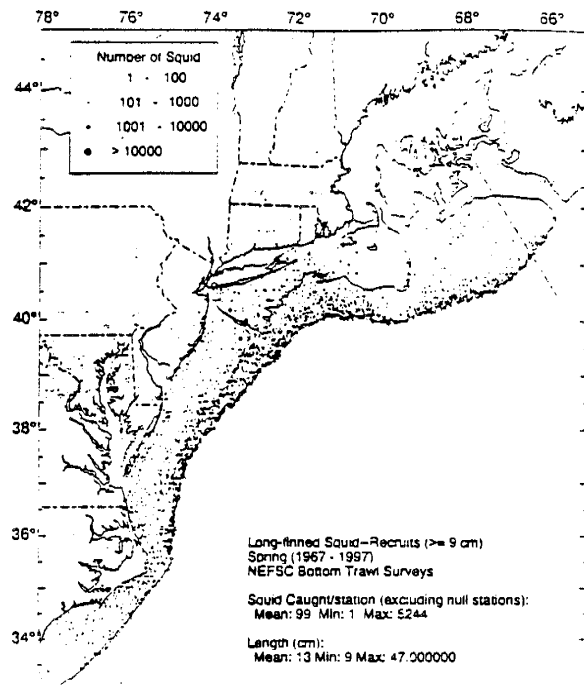 78° 76° 74° 72° 70° 68° 66°
Number of Squid
1 - 100
101 - 1000
1001 - 10000
> 10000
44°
42°
40°
38°
36°
34°
Long-finned Squid-Recruits (>= 9 cm)
Spring (1967 - 1997)
NEFSC Bottom Trawl Surveys
Squid Caught/station (excluding null stations):
Mean: 99 Min: 1 Max: 5244
Length (cm):
Mean: 13 Min: 9 Max: 47.000000